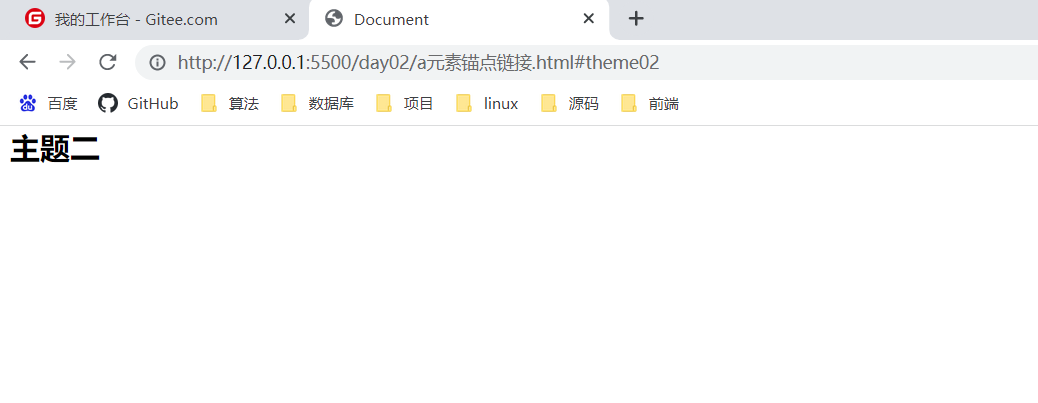 我的工作台 - Gitee.com
Document
http://127.0.0.1:5500/day02/a元素锚点链接.html#theme02
百度 GitHub 算法 数据库 项目 linux 源码 前端
主题二